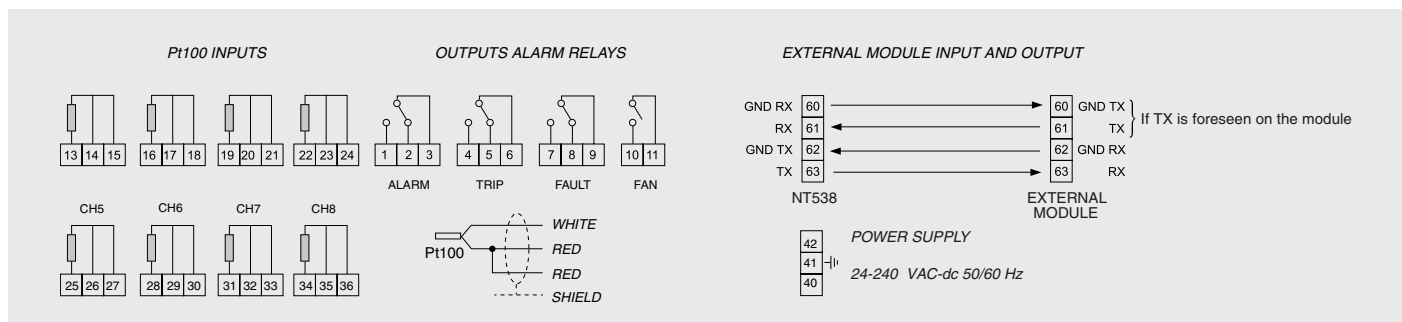 Pt100 INPUTS
OUTPUTS ALARM RELAYS
EXTERNAL MODULE INPUT AND OUTPUT
13 14 15
16 17 18
19 20 21
22 23 24
1 2 3
4 5 6
7 8 9
10 11
ALARM
TRIP
FAULT
FAN
GND RX 60
RX 61
GND TX 62
TX 63
NT538
60 GND TX
61 TX
62 GND RX
63 RX
EXTERNAL
MODULE
If TX is foreseen on the module
CH5
CH6
CH7
CH8
25 26 27
28 29 30
31 32 33
34 35 36
Pt100
WHITE
RED
RED
SHIELD
42
41
40
POWER SUPPLY
24-240 VAC-dc 50/60 Hz